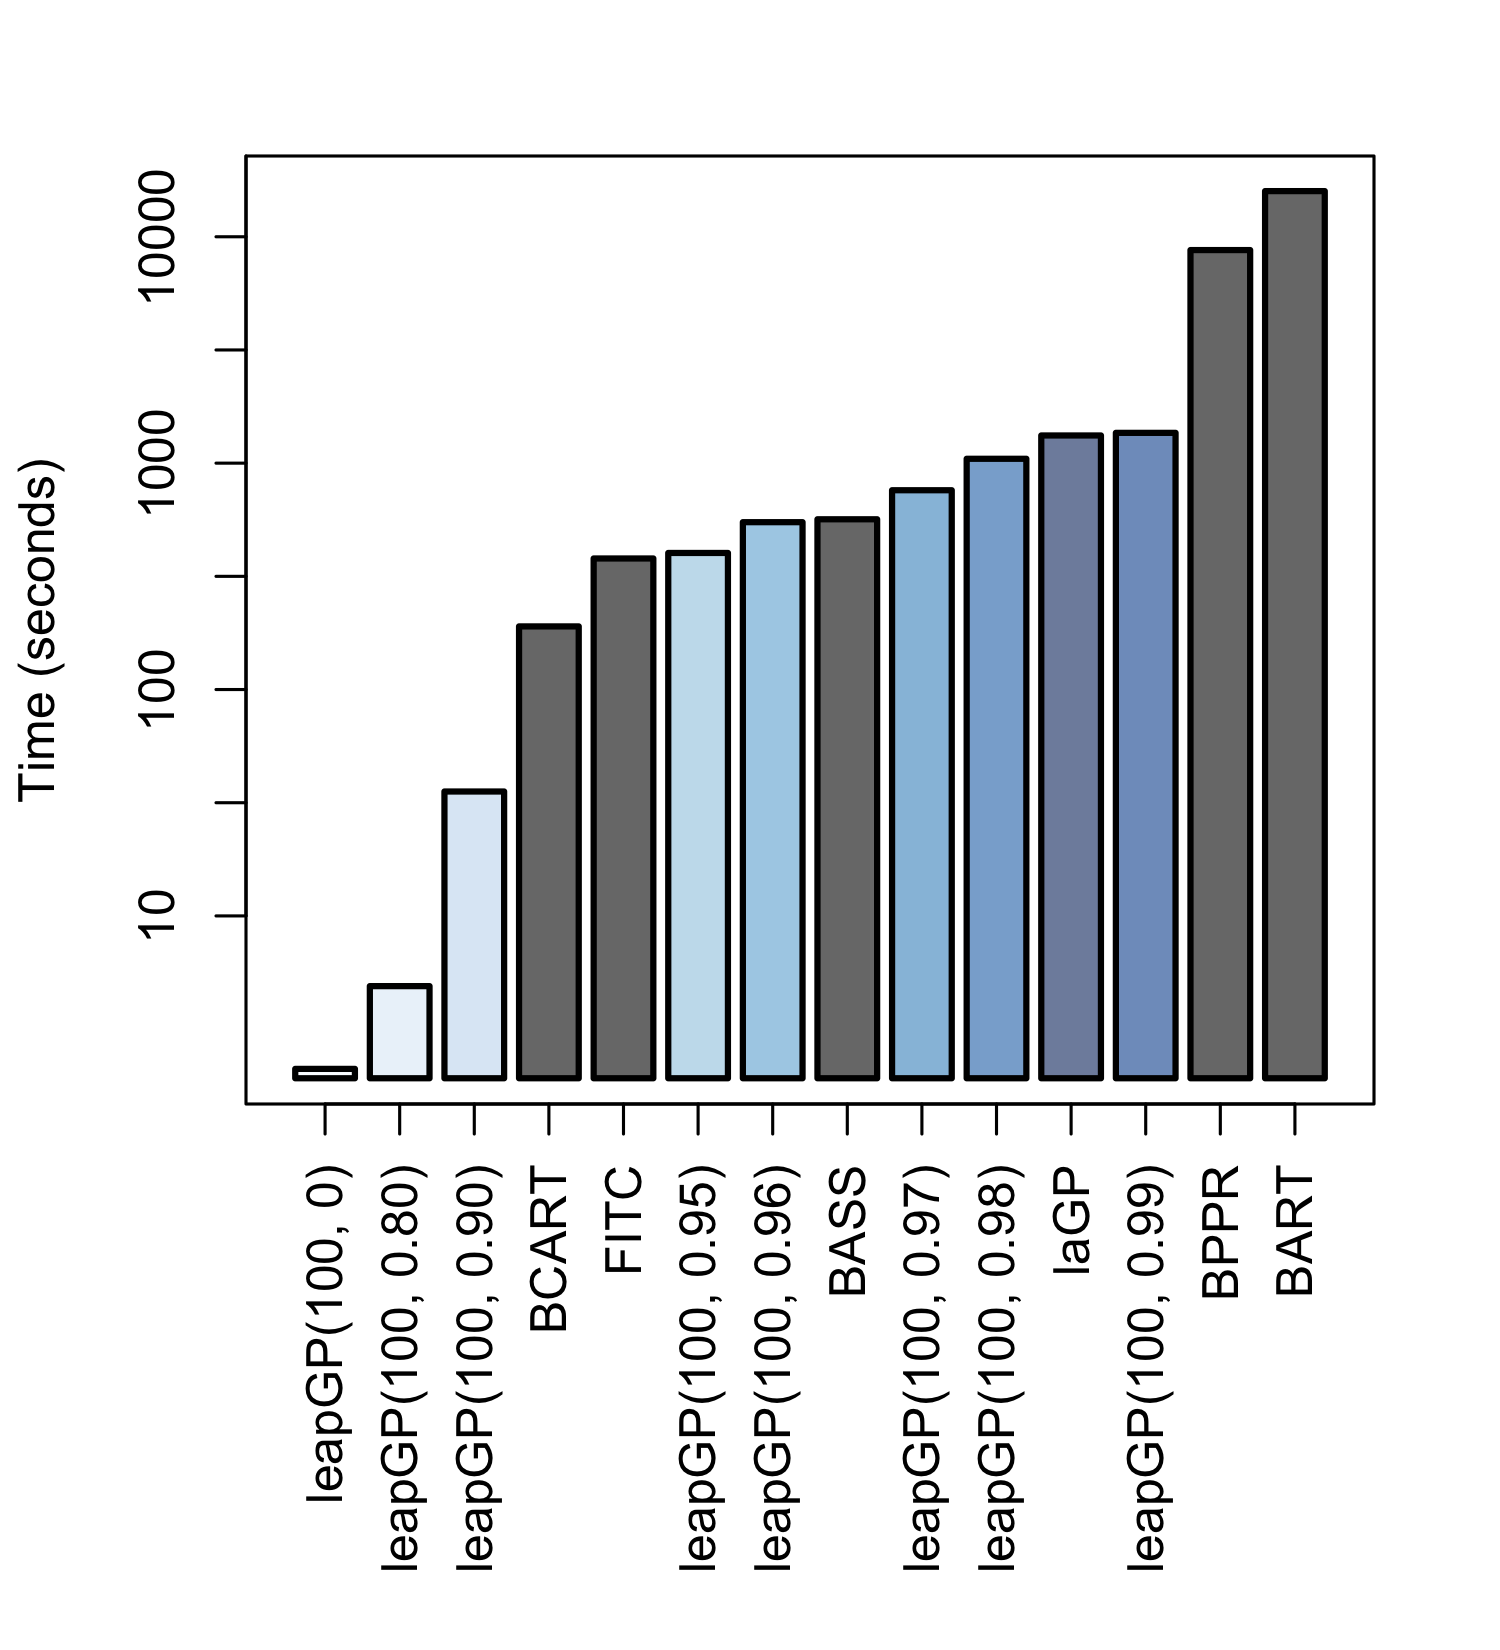 Time (seconds)
10000
1000
100
10
leapGP(100, 0)
leapGP(100, 0.80)
leapGP(100, 0.90)
BCART
FITC
leapGP(100, 0.95)
leapGP(100, 0.96)
BASS
leapGP(100, 0.97)
leapGP(100, 0.98)
laGP
leapGP(100, 0.99)
BPPR
BART